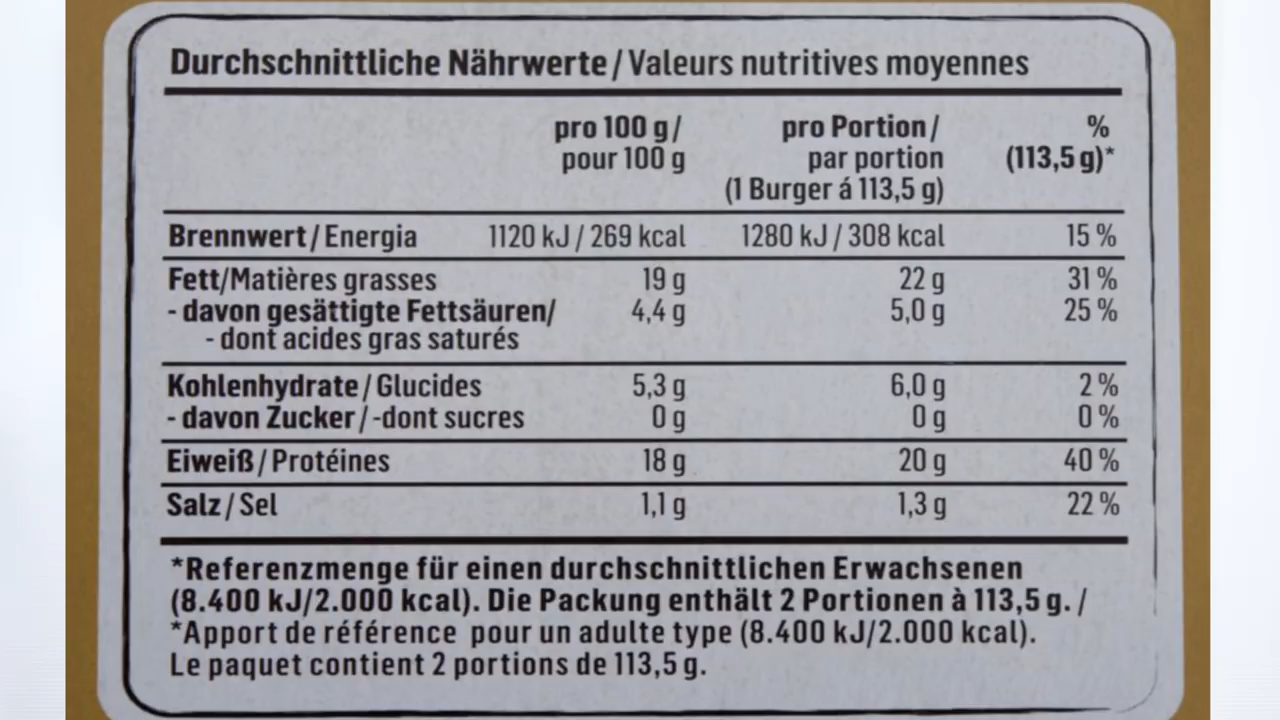 Durchschnittliche Nährwerte / Valeurs nutritives moyennes
pro 100 g / pro Portion / %
pour 100 g par portion (113,5 g)*
(1 Burger á 113,5 g)
Brennwert / Energia 1120 kJ / 269 kcal 1280 kJ / 308 kcal 15 %
Fett/Matières grasses 19 g 22 g 31 %
- davon gesättigte Fettsäuren/ 4,4 g 5,0 g 25 %
- dont acides gras saturés
Kohlenhydrate / Glucides 5,3 g 6,0 g 2 %
- davon Zucker / -dont sucres 0 g 0 g 0 %
Eiweiß / Protéines 18 g 20 g 40 %
Salz / Sel 1,1 g 1,3 g 22 %
*Referenzmenge für einen durchschnittlichen Erwachsenen
(8.400 kJ/2.000 kcal). Die Packung enthält 2 Portionen à 113,5 g. /
*Apport de référence pour un adulte type (8.400 kJ/2.000 kcal).
Le paquet contient 2 portions de 113,5 g.